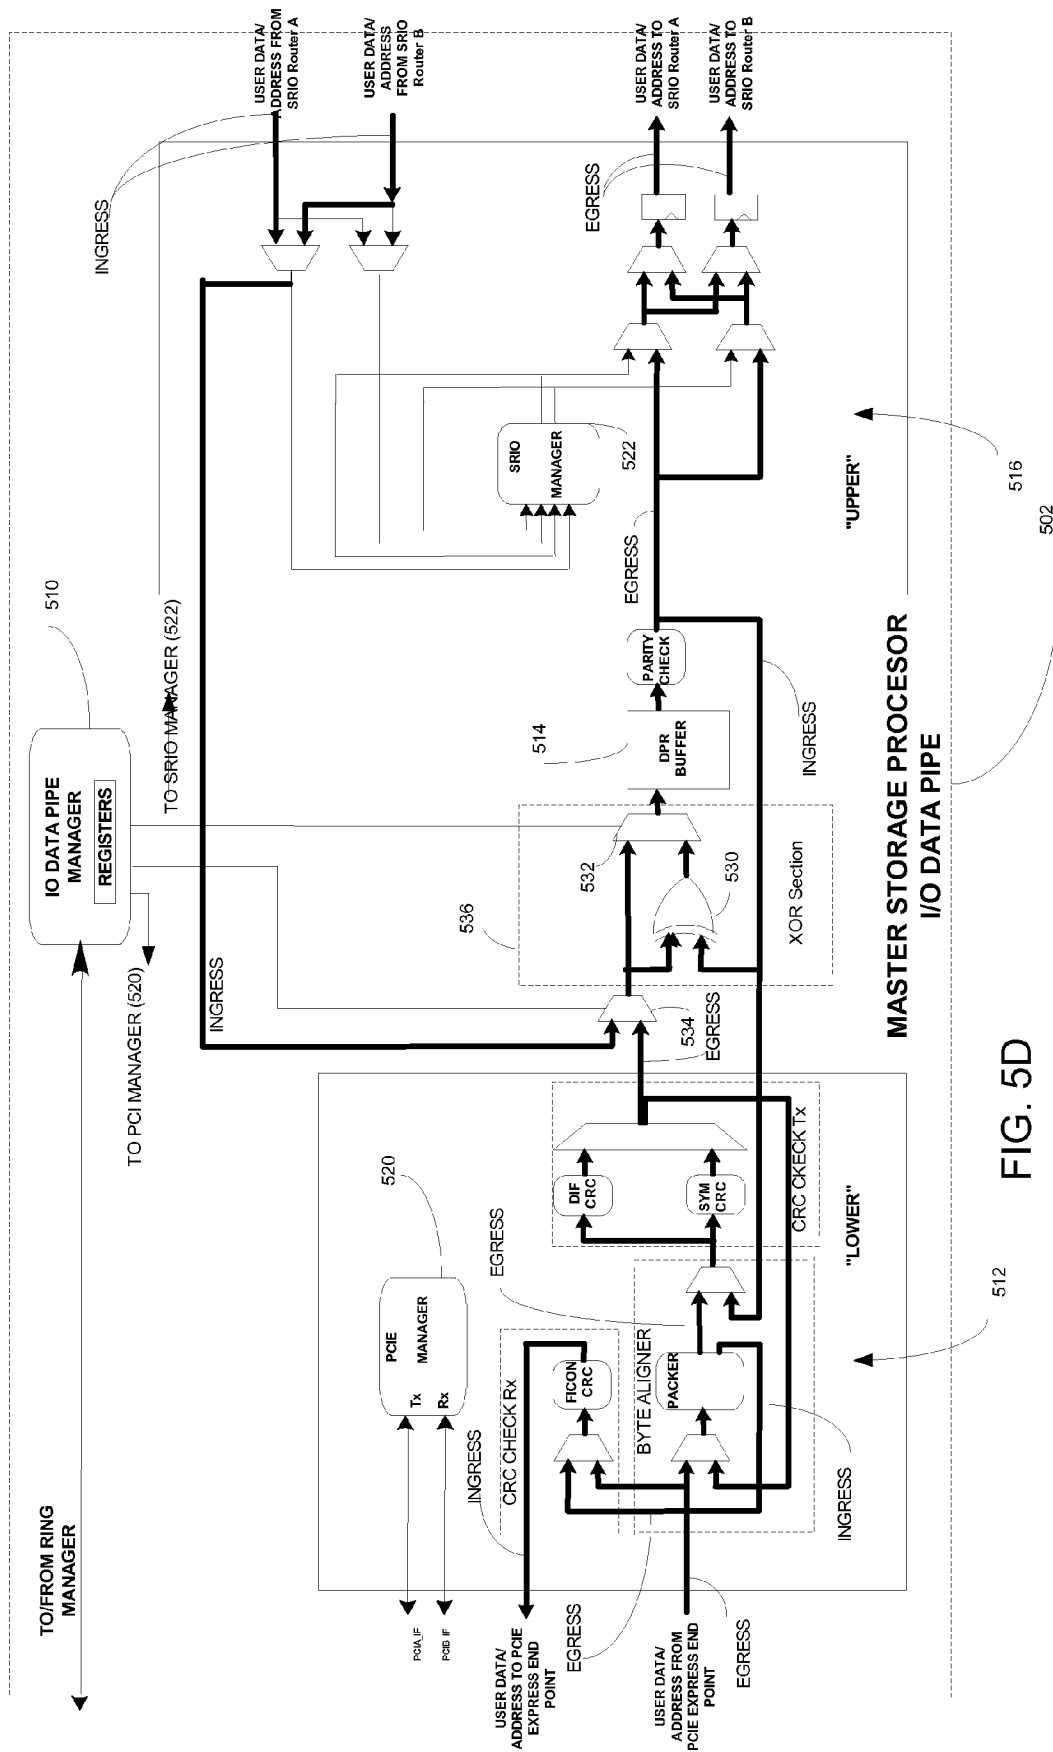 TO/FROM RING
MANAGER
IO DATA PIPE
MANAGER
REGISTERS
510
TO PCI MANAGER (520)
TO SRIO MANAGER (522)
INGRESS
INGRESS
USER DATA/
ADDRESS FROM
SRIO Router A
USER DATA/
ADDRESS
FROM SRIO
Router B
PCIA_IF
PCIB_IF
PCIE
MANAGER
Tx
Rx
520
SRIO
MANAGER
522
INGRESS
CRC CHECK Rx
FICON
CRC
EGRESS
USER DATA/
ADDRESS TO PCIE
EXPRESS END
POINT
EGRESS
USER DATA/
ADDRESS FROM
PCIE EXPRESS END
POINT
EGRESS
BYTE ALIGNER
PACKER
INGRESS
DIF
CRC
SYM
CRC
CRC CKECK Tx
"LOWER"
512
534
EGRESS
536
532
530
XOR Section
514
DPR
BUFFER
PARITY
CHECK
EGRESS
INGRESS
EGRESS
USER DATA/
ADDRESS TO
SRIO Router A
USER DATA/
ADDRESS TO
SRIO Router B
"UPPER"
516
502
MASTER STORAGE PROCESOR
I/O DATA PIPE
FIG. 5D